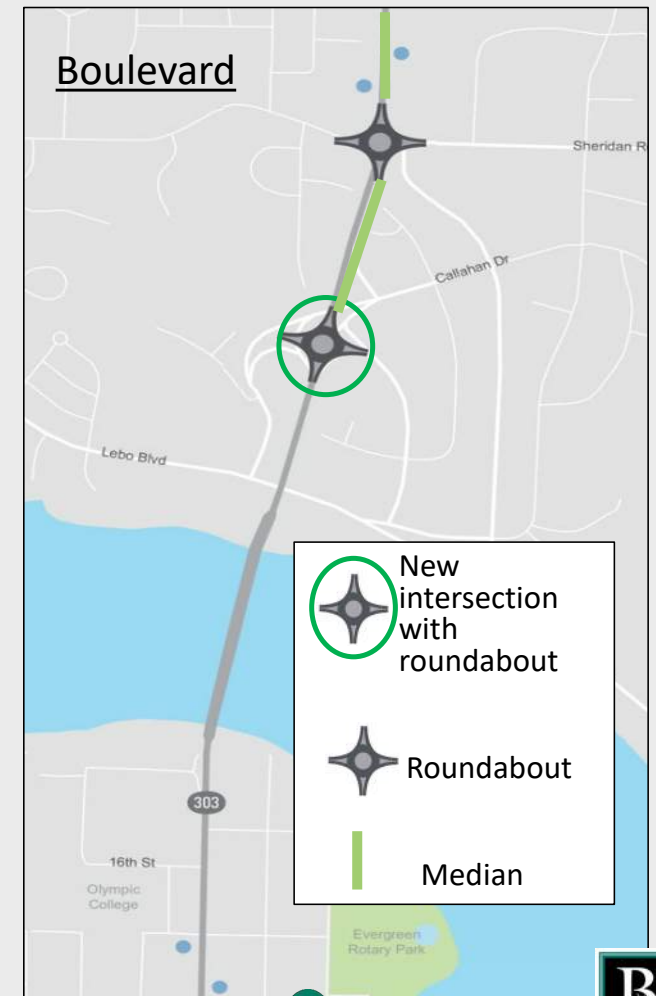 Boulevard
Sheridan R
Callahan Dr
Lebo Blvd
New
intersection
with
roundabout
Roundabout
Median
303
16th St
Olympic
College
Evergreen
Rotary Park
B